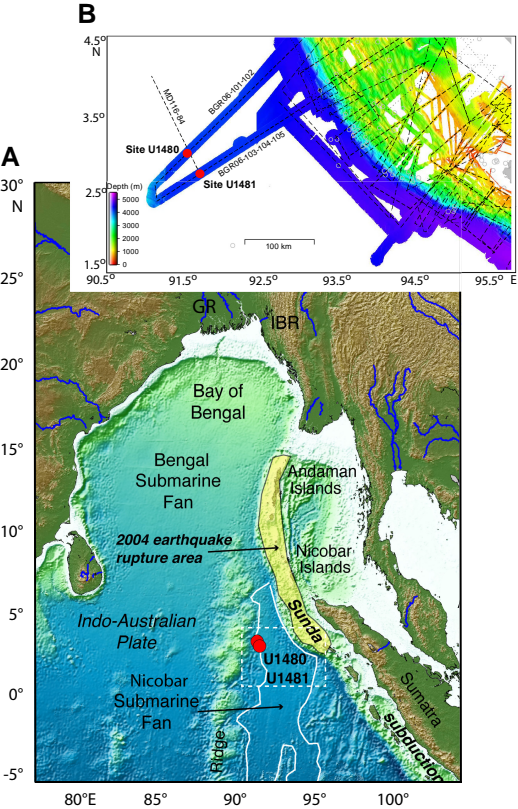 B
4.5°
N
3.5°
2.5°
1.5°
MD116-84
BGR06-101-102
BGR06-103-104-105
Site U1480
Site U1481
Depth (m)
5000
4000
3000
2000
1000
0
100 km
90.5°
91.5°
92.5°
93.5°
94.5°
95.5°
E
A
30°
N
25°
20°
15°
10°
5°
0°
-5°
GR
IBR
Bay of
Bengal
Bengal
Submarine
Fan
Andaman
Islands
2004 earthquake
rupture area
Nicobar
Islands
Indo-Australian
Plate
Sunda
U1480
U1481
Nicobar
Submarine
Fan
Ridge
Sumatra
subduction
80°E
85°
90°
95°
100°